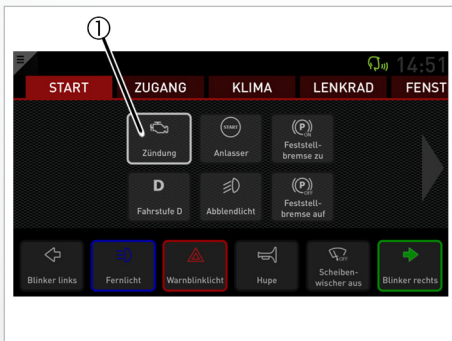 1
14:51
START ZUGANG KLIMA LENKRAD FENST
Zündung
START
Anlasser
P
ON
Feststell-
bremse zu
D
Fahrstufe D
Abblendlicht
P
OFF
Feststell-
bremse auf
Blinker links
Fernlicht
Warnblinklicht
Hupe
OFF
Scheiben-
wischer aus
Blinker rechts